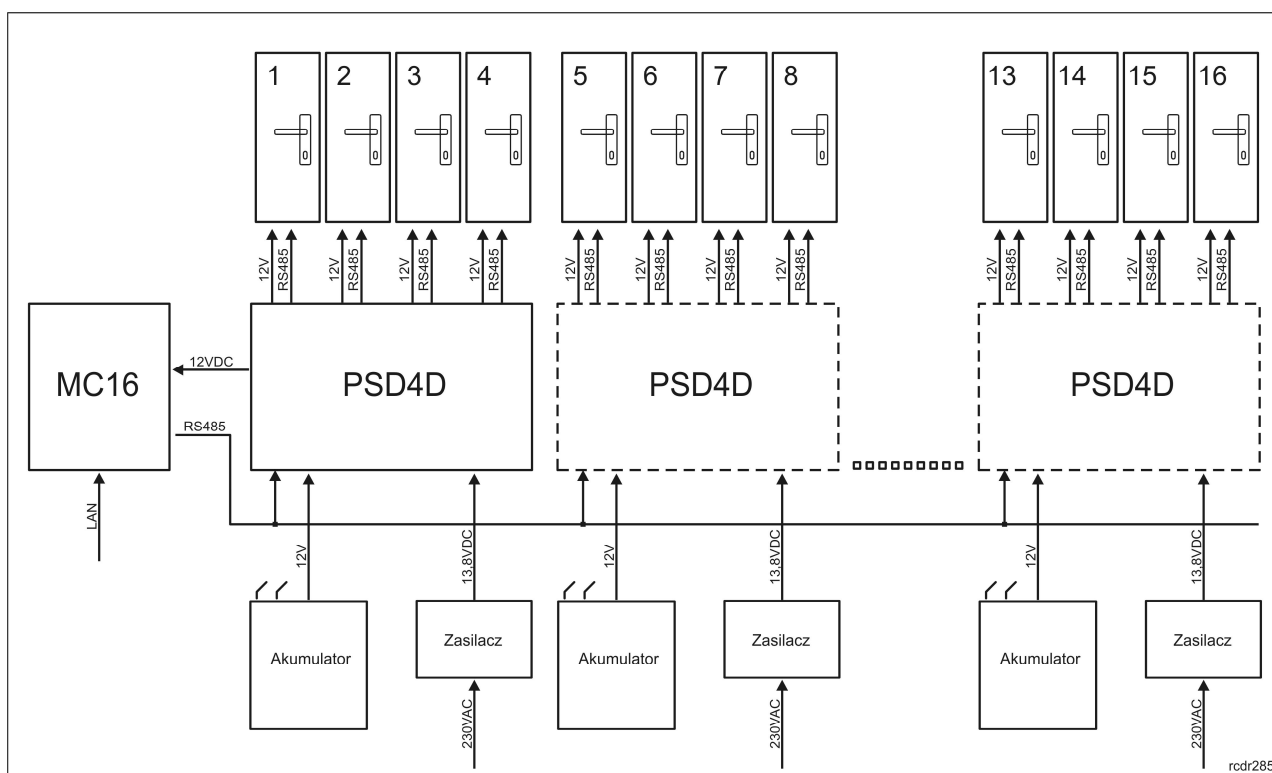 1 2 3 4 5 6 7 8 13 14 15 16
12V RS485 12V RS485 12V RS485 12V RS485 12V RS485 12V RS485 12V RS485 12V RS485 12V RS485 12V RS485 12V RS485 12V RS485
MC16
12VDC
PSD4D PSD4D PSD4D
RS485
LAN
12V 13,8VDC 12V 13,8VDC 12V 13,8VDC
Akumulator Zasilacz Akumulator Zasilacz Akumulator Zasilacz
230VAC 230VAC 230VAC
rcdr285